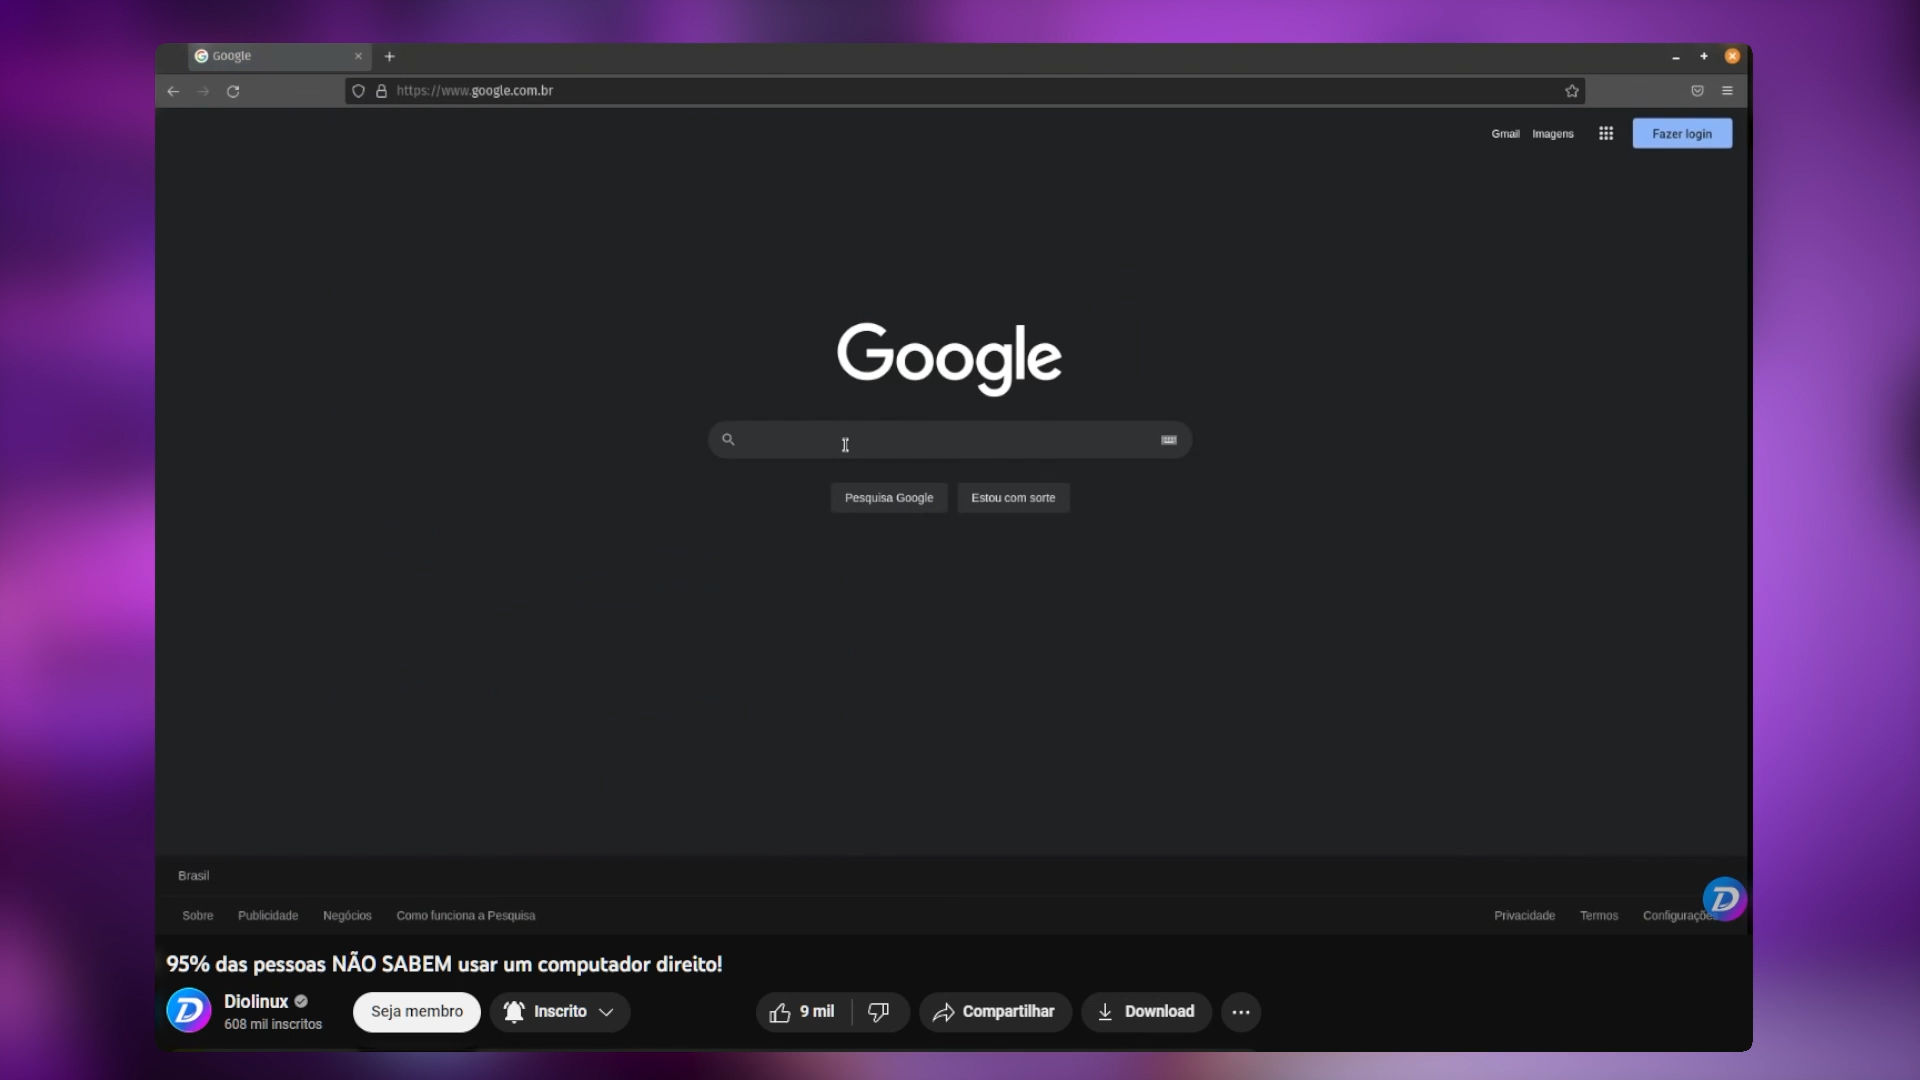 Google
https://www.google.com.br
Gmail Imagens Fazer login
Google
Pesquisa Google Estou com sorte
Brasil
Sobre Publicidade Negócios Como funciona a Pesquisa Privacidade Termos Configurações
95% das pessoas NÃO SABEM usar um computador direito!
Diolinux
608 mil inscritos
Seja membro Inscrito 9 mil Compartilhar Download